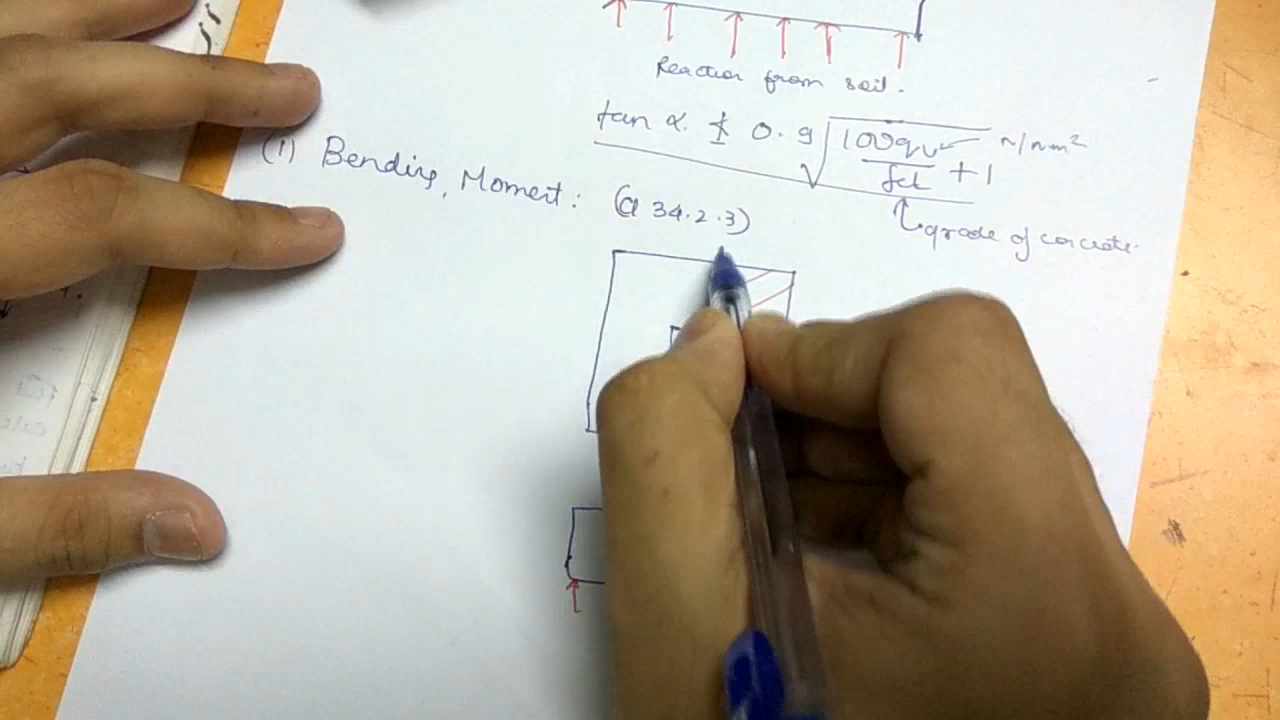 Reaction from soil.
tan α. ≮ 0.9 √ 100qu/fck + 1 N/mm²
grade of concrete.
(1) Bending Moment: (Cl 34.2.3)